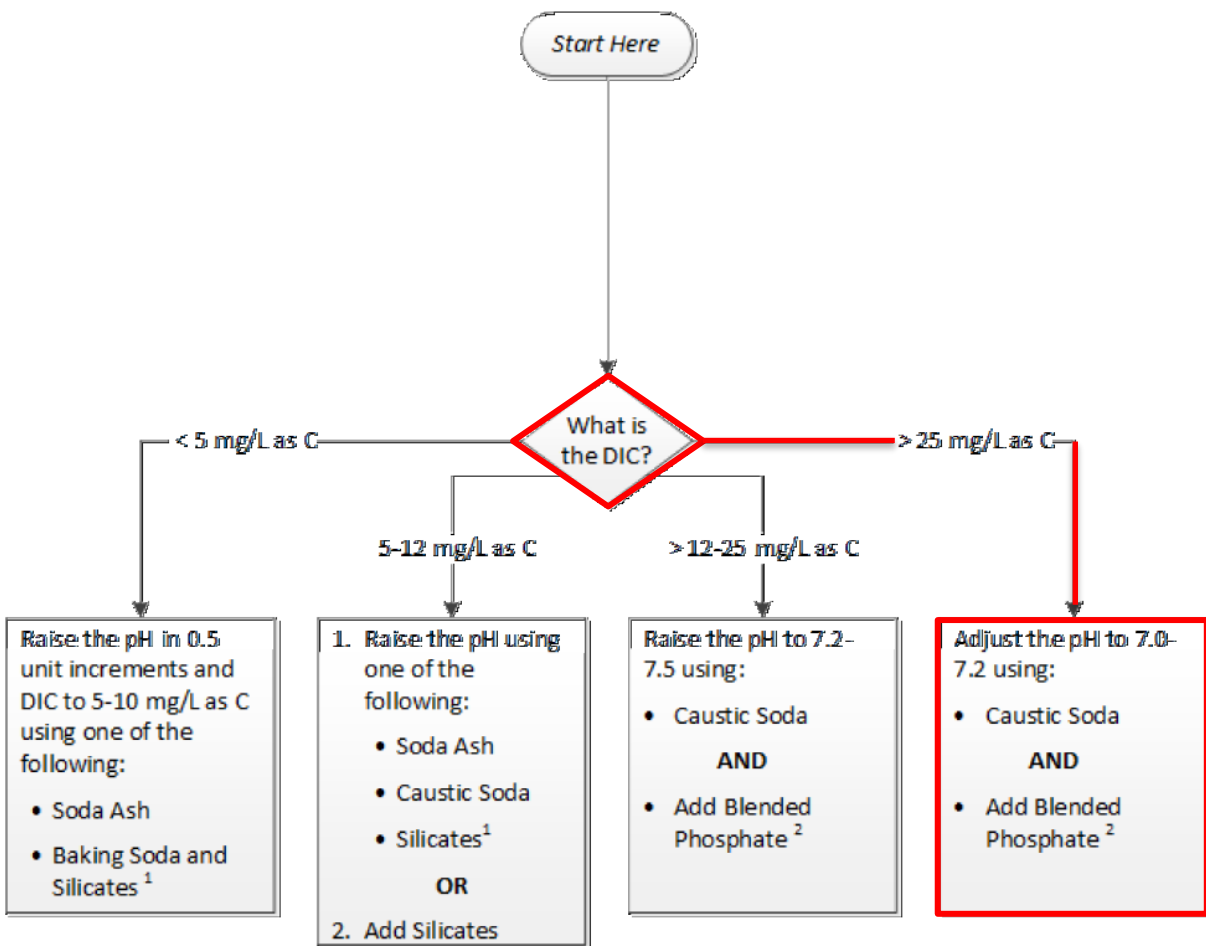 Start Here
What is
the DIC?
< 5 mg/L as C
> 25 mg/L as C
5-12 mg/L as C
> 12-25 mg/L as C
Raise the pH in 0.5
unit increments and
DIC to 5-10 mg/L as C
using one of the
following:
• Soda Ash
• Baking Soda and
Silicates 1
1. Raise the pH using
one of the
following:
• Soda Ash
• Caustic Soda
• Silicates1
OR
2. Add Silicates
Raise the pH to 7.2-
7.5 using:
• Caustic Soda
AND
• Add Blended
Phosphate 2
Adjust the pH to 7.0-
7.2 using:
• Caustic Soda
AND
• Add Blended
Phosphate 2